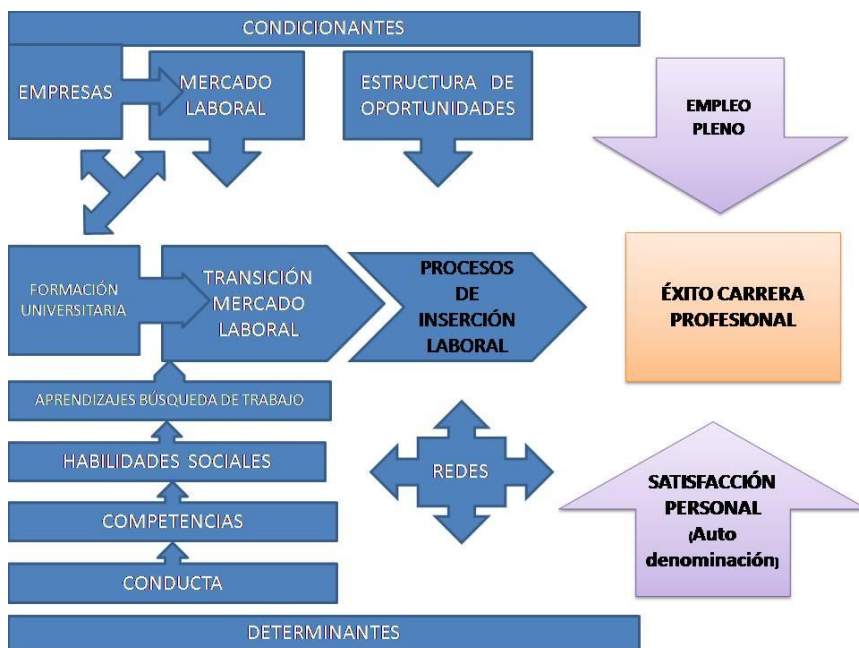 CONDICIONANTES
EMPRESAS
MERCADO
LABORAL
ESTRUCTURA DE
OPORTUNIDADES
EMPLEO
PLENO
FORMACIÓN
UNIVERSITARIA
TRANSICIÓN
MERCADO
LABORAL
PROCESOS
DE
INSERCIÓN
LABORAL
ÉXITO CARRERA
PROFESIONAL
APRENDIZAJES BÚSQUEDA DE TRABAJO
HABILIDADES SOCIALES
COMPETENCIAS
CONDUCTA
REDES
SATISFACCIÓN
PERSONAL
(Auto
denominación)
DETERMINANTES